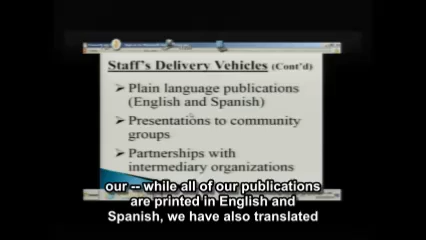 Staff's Delivery Vehicles (Cont'd)
➤ Plain language publications
(English and Spanish)
➤ Presentations to community
groups
➤ Partnerships with
intermediary organizations
our -- while all of our publications
are printed in English and
Spanish, we have also translated